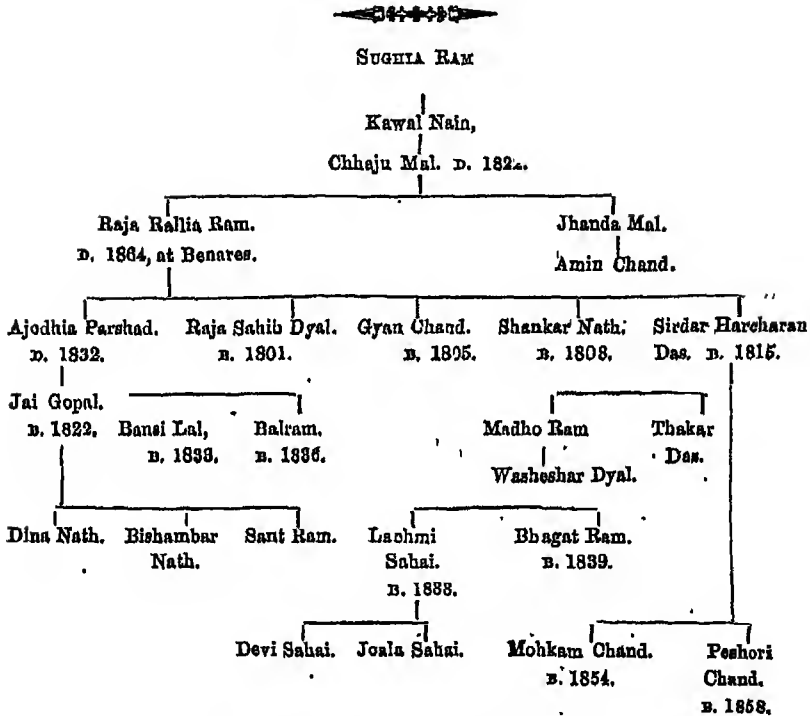 SUGHIA RAM
Kawal Nain,
Chhaju Mal. D. 182
Raja Rallia Ram. Jhanda Mal.
D. 1864, at Benares. Amin Chand.
Ajodhia Parshad. Raja Sahib Dyal. Gyan Chand. Shankar Nath. Sirdar Harcharan
D. 1832. B. 1801. B. 1805. B. 1808. Das. B. 1815.
Jai Gopal.
B. 1822. Bansi Lal, Balram. Madho Ram Thakar
B. 1833. B. 1836. Das.
Washeshar Dyal.
Dina Nath. Bishambar Sant Ram. Lachmi Bhagat Ram.
Nath. Sahai. B. 1839.
B. 1833.
Devi Sahai. Joala Sahai. Mohkam Chand. Peshori
B. 1854. Chand.
B. 1858.